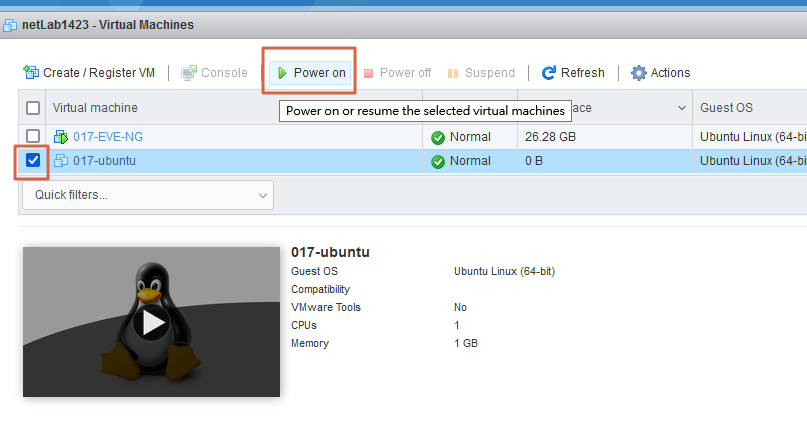 netLab1423 - Virtual Machines
Create / Register VM Console Power on Power off Suspend Refresh Actions
Virtual machine Guest OS
Power on or resume the selected virtual machines
017-EVE-NG Normal 26.28 GB Ubuntu Linux (64-bi
017-ubuntu Normal 0 B Ubuntu Linux (64-bi
Quick filters...
017-ubuntu
Guest OS Ubuntu Linux (64-bit)
Compatibility
VMware Tools No
CPUs 1
Memory 1 GB